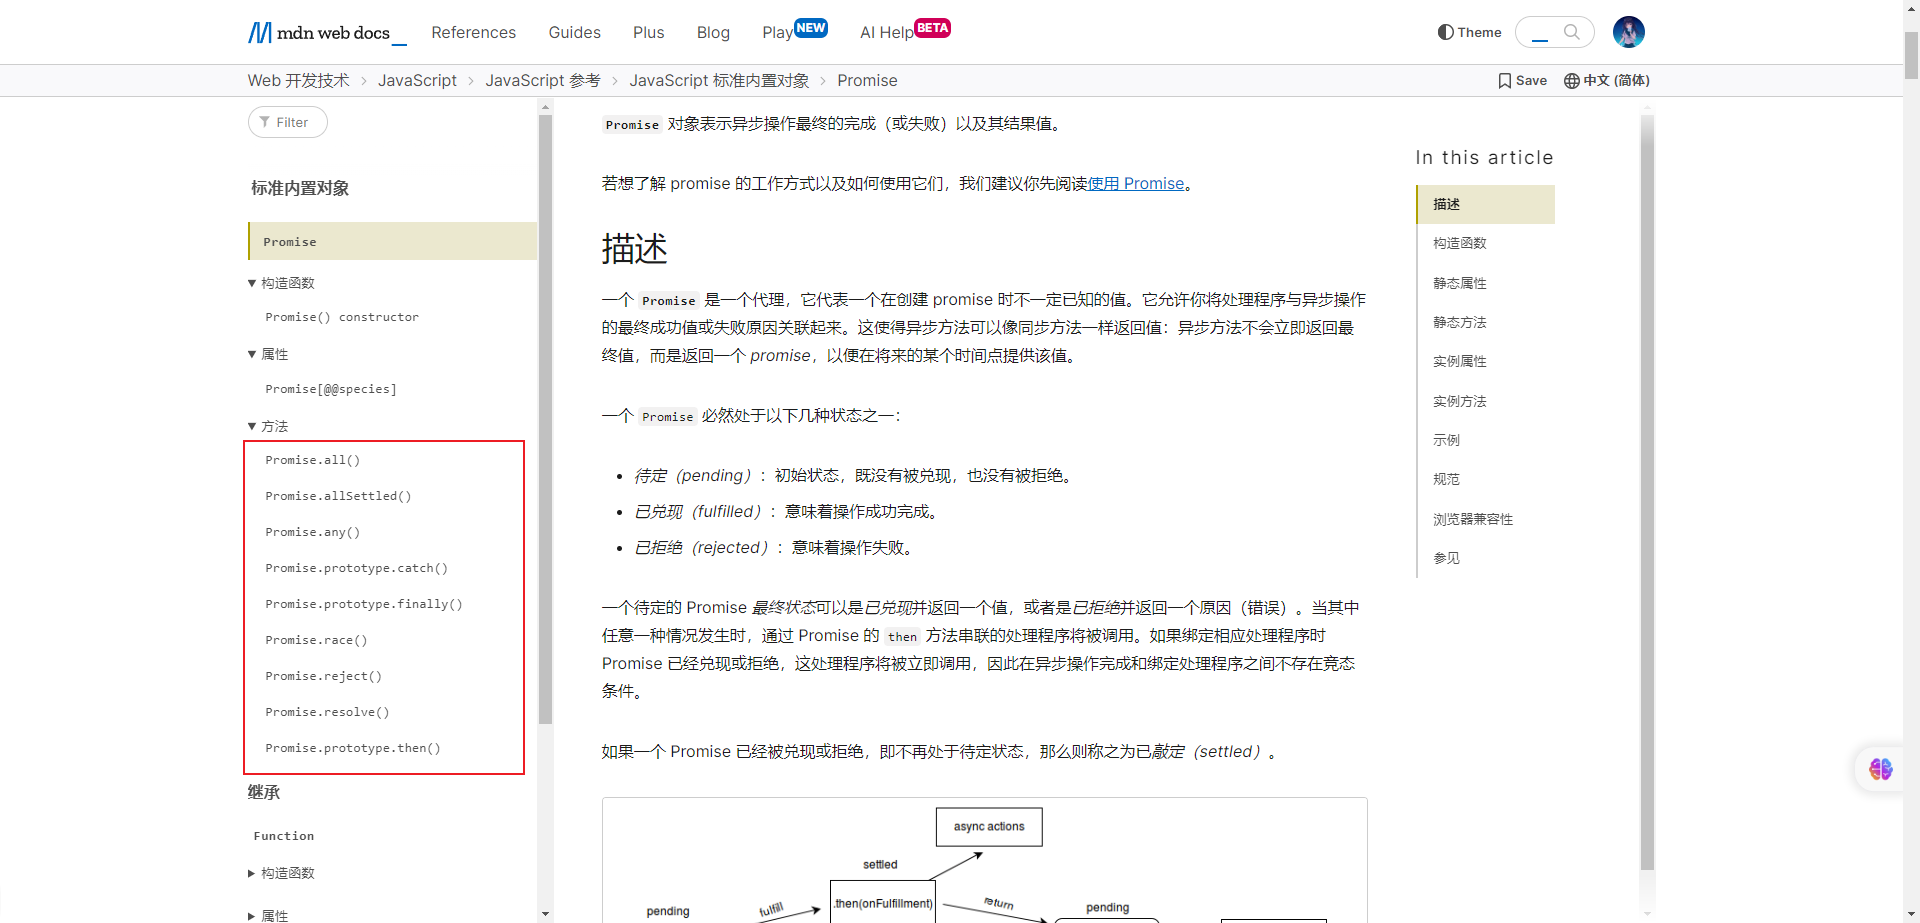 mdn web docs_ References Guides Plus Blog Play NEW AI Help BETA Theme
Web 开发技术 JavaScript JavaScript 参考 JavaScript 标准内置对象 Promise Save 中文 (简体)
Filter
标准内置对象
Promise
▼ 构造函数
Promise() constructor
▼ 属性
Promise[@@species]
▼ 方法
Promise.all()
Promise.allSettled()
Promise.any()
Promise.prototype.catch()
Promise.prototype.finally()
Promise.race()
Promise.reject()
Promise.resolve()
Promise.prototype.then()
继承
Function
▶ 构造函数
▶ 属性
Promise 对象表示异步操作最终的完成（或失败）以及其结果值。
若想了解 promise 的工作方式以及如何使用它们，我们建议你先阅读使用 Promise。
描述
一个 Promise 是一个代理，它代表一个在创建 promise 时不一定已知的值。它允许你将处理程序与异步操作
的最终成功值或失败原因关联起来。这使得异步方法可以像同步方法一样返回值：异步方法不会立即返回最
终值，而是返回一个 promise，以便在将来的某个时间点提供该值。
一个 Promise 必然处于以下几种状态之一：
• 待定（pending）：初始状态，既没有被兑现，也没有被拒绝。
• 已兑现（fulfilled）：意味着操作成功完成。
• 已拒绝（rejected）：意味着操作失败。
一个待定的 Promise 最终状态可以是已兑现并返回一个值，或者是已拒绝并返回一个原因（错误）。当其中
任意一种情况发生时，通过 Promise 的 then 方法串联的处理程序将被调用。如果绑定相应处理程序时
Promise 已经兑现或拒绝，这处理程序将被立即调用，因此在异步操作完成和绑定处理程序之间不存在竞态
条件。
如果一个 Promise 已经被兑现或拒绝，即不再处于待定状态，那么则称之为已敲定（settled）。
async actions
settled
pending
fulfill
.then(onFulfillment)
return
pending
In this article
描述
构造函数
静态属性
静态方法
实例属性
实例方法
示例
规范
浏览器兼容性
参见